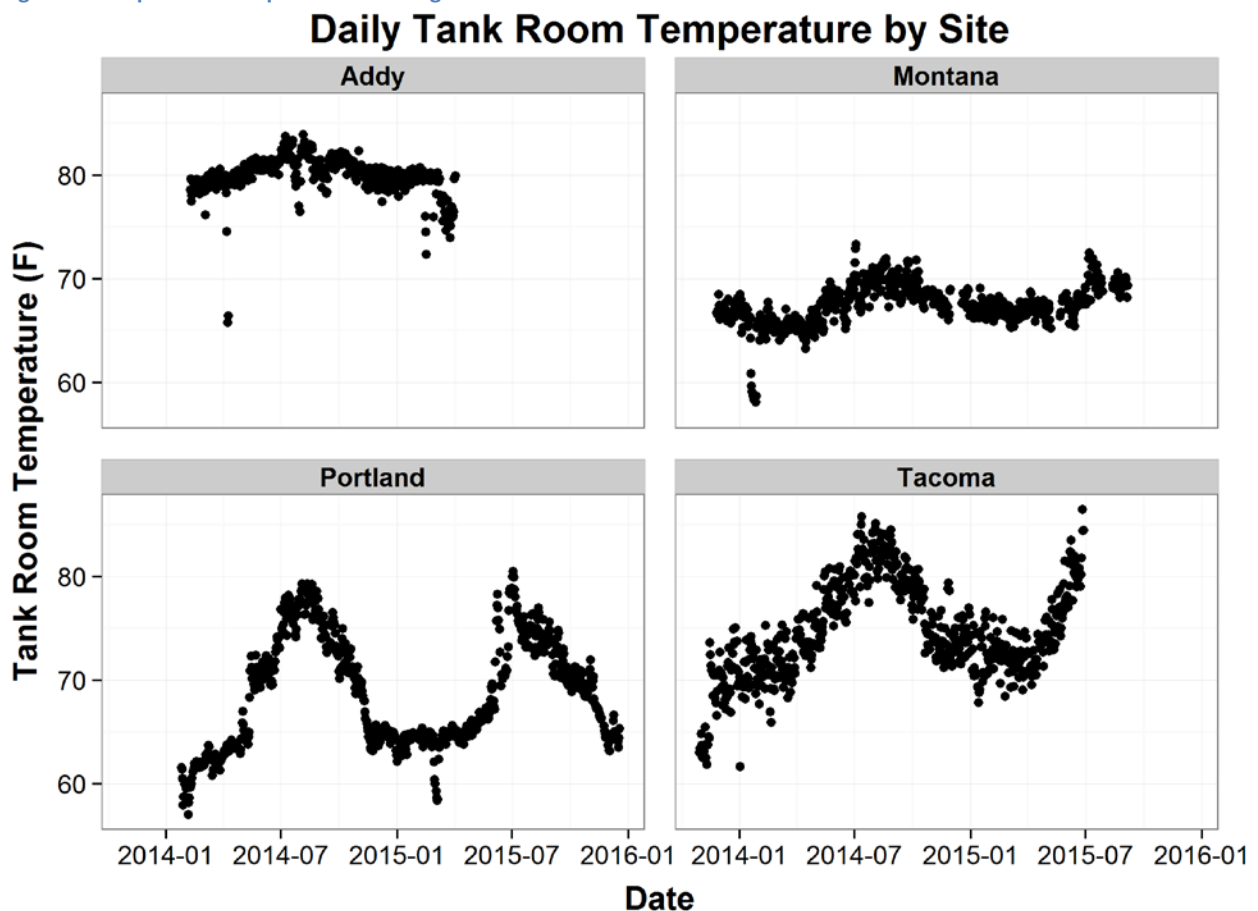 Daily Tank Room Temperature by Site
Addy
Montana
80
70
60
Portland
Tacoma
80
70
60
Tank Room Temperature (F)
2014-01 2014-07 2015-01 2015-07 2016-01
2014-01 2014-07 2015-01 2015-07 2016-01
Date